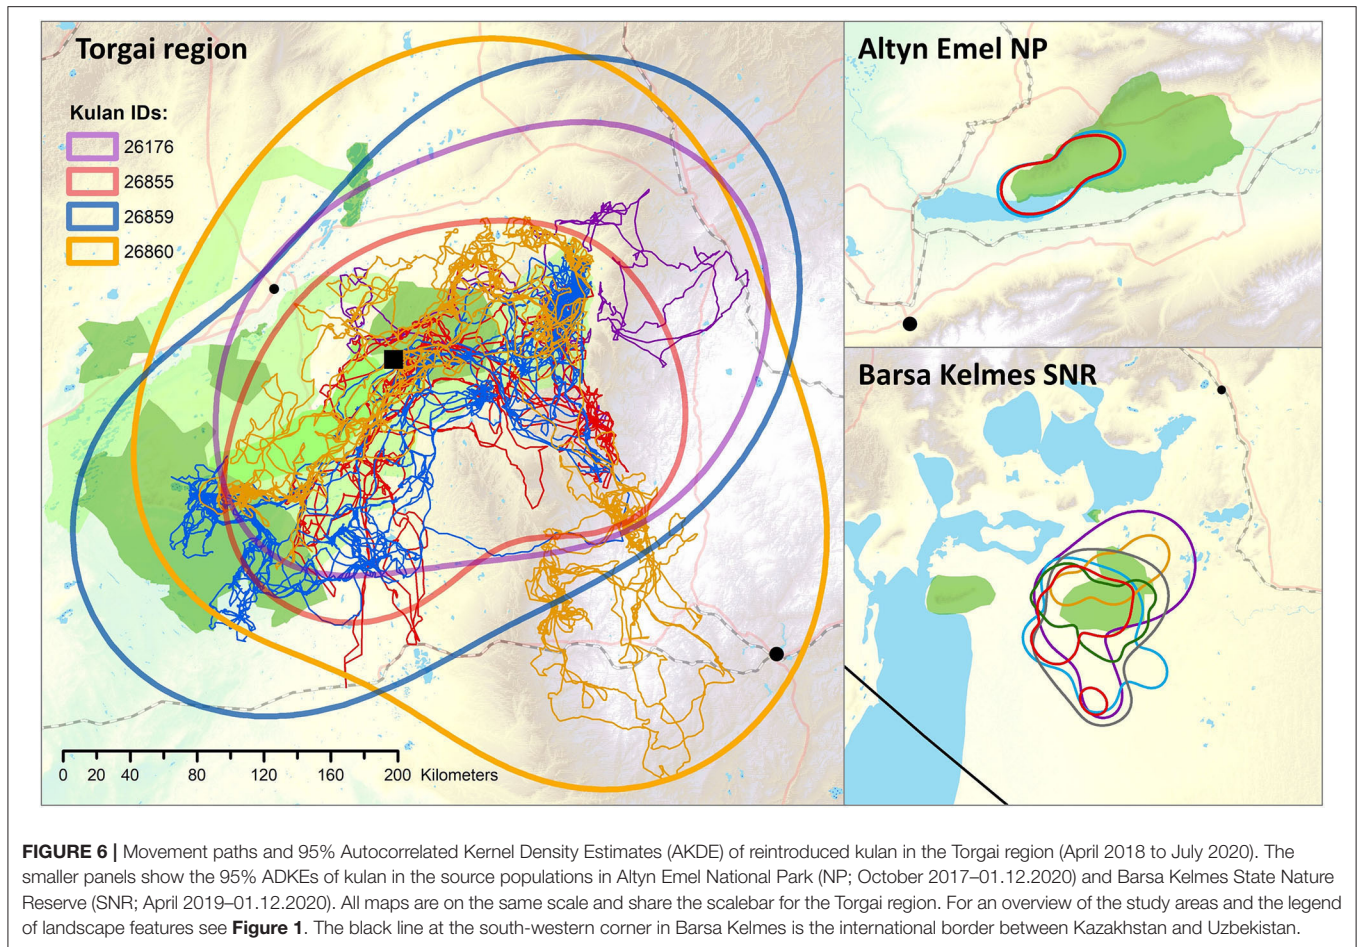 Torgai region
Kulan IDs:
26176
26855
26859
26860
0 20 40 80 120 160 200 Kilometers
Altyn Emel NP
Barsa Kelmes SNR
FIGURE 6 | Movement paths and 95% Autocorrelated Kernel Density Estimates (AKDE) of reintroduced kulan in the Torgai region (April 2018 to July 2020). The
smaller panels show the 95% ADKEs of kulan in the source populations in Altyn Emel National Park (NP; October 2017–01.12.2020) and Barsa Kelmes State Nature
Reserve (SNR; April 2019–01.12.2020). All maps are on the same scale and share the scalebar for the Torgai region. For an overview of the study areas and the legend
of landscape features see Figure 1. The black line at the south-western corner in Barsa Kelmes is the international border between Kazakhstan and Uzbekistan.